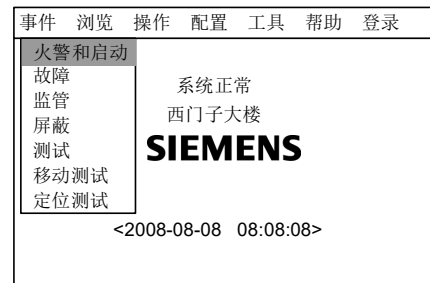 事件 浏览 操作 配置 工具 帮助 登录
火警和启动
故障
监管
屏蔽
测试
移动测试
定位测试
系统正常
西门子大楼
SIEMENS
<2008-08-08 08:08:08>